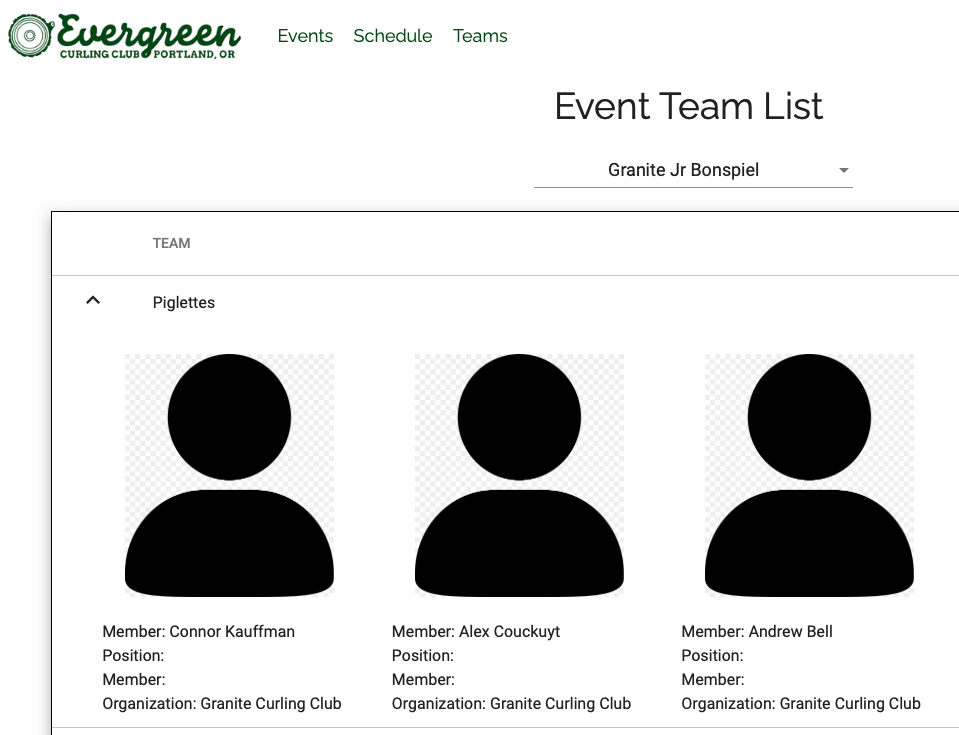 Evergreen
CURLING CLUB PORTLAND, OR
Events Schedule Teams
Event Team List
Granite Jr Bonspiel
TEAM
Piglettes
Member: Connor Kauffman
Position:
Member:
Organization: Granite Curling Club
Member: Alex Couckuyt
Position:
Member:
Organization: Granite Curling Club
Member: Andrew Bell
Position:
Member:
Organization: Granite Curling Club